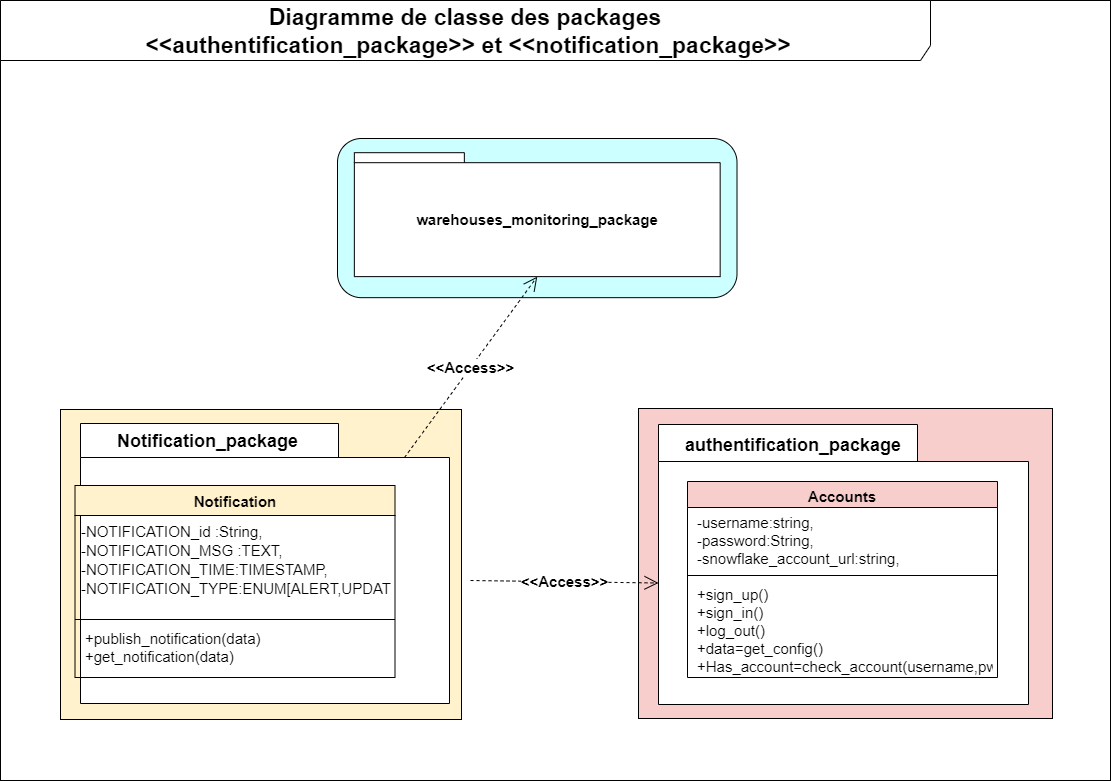 Diagramme de classe des packages
<<authentification_package>> et <<notification_package>>
warehouses_monitoring_package
<<Access>>
Notification_package
Notification
-NOTIFICATION_id :String,
-NOTIFICATION_MSG :TEXT,
-NOTIFICATION_TIME:TIMESTAMP,
-NOTIFICATION_TYPE:ENUM[ALERT,UPDAT
+publish_notification(data)
+get_notification(data)
<<Access>>
authentification_package
Accounts
-username:string,
-password:String,
-snowflake_account_url:string,
+sign_up()
+sign_in()
+log_out()
+data=get_config()
+Has_account=check_account(username,pw